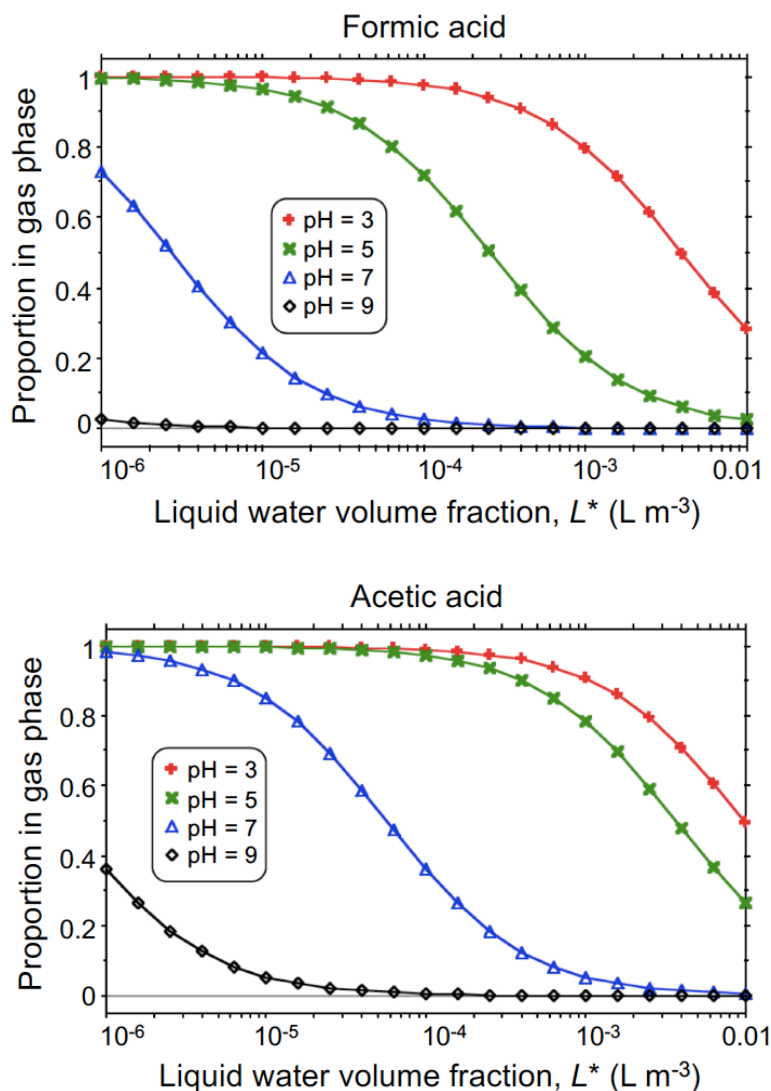 Formic acid
Proportion in gas phase
1
0.8
0.6
0.4
0.2
0
pH = 3
pH = 5
pH = 7
pH = 9
10-6 10-5 10-4 10-3 0.01
Liquid water volume fraction, L* (L m-3)
Acetic acid
Proportion in gas phase
1
0.8
0.6
0.4
0.2
0
pH = 3
pH = 5
pH = 7
pH = 9
10-6 10-5 10-4 10-3 0.01
Liquid water volume fraction, L* (L m-3)